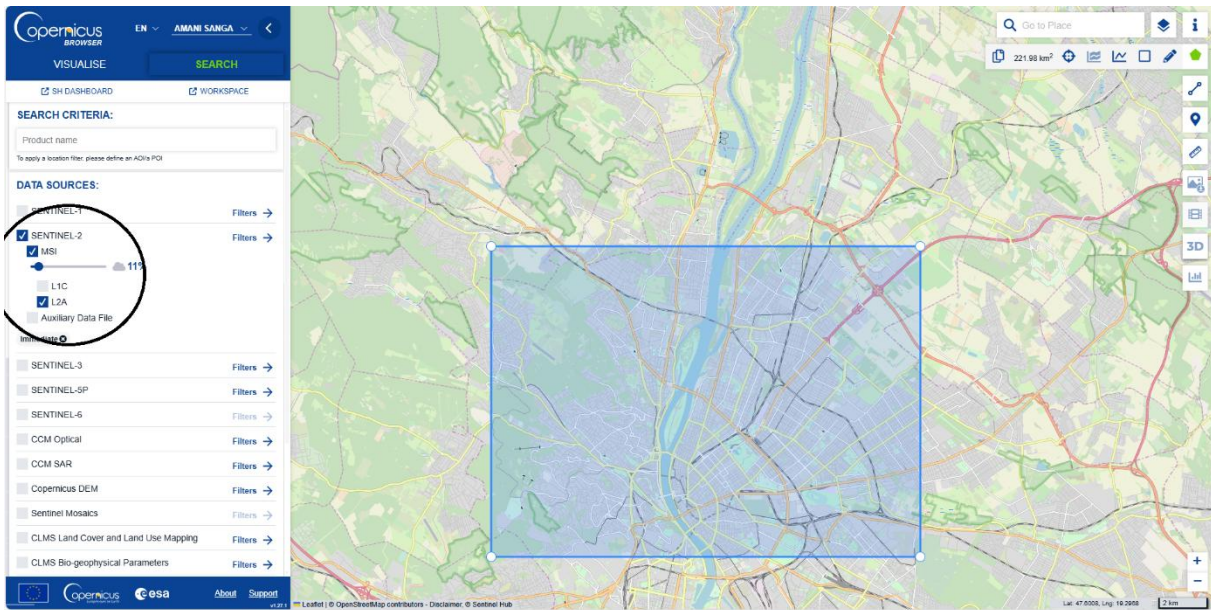 Copernicus
BROWSER
EN
AMANI SANGA
VISUALISE
SEARCH
SH DASHBOARD
WORKSPACE
SEARCH CRITERIA:
Product name
To apply a location filter, please define an AOI/a POI
DATA SOURCES:
SENTINEL-1
Filters →
SENTINEL-2
Filters →
MSI
11%
L1C
L2A
Auxiliary Data File
Immediate
SENTINEL-3
Filters →
SENTINEL-5P
Filters →
SENTINEL-6
Filters →
CCM Optical
Filters →
CCM SAR
Filters →
Copernicus DEM
Filters →
Sentinel Mosaics
Filters →
CLMS Land Cover and Land Use Mapping
Filters →
CLMS Bio-geophysical Parameters
Filters →
Copernicus
esa
About
Support
Go to Place
i
221.98 km²
3D
+
−
Leaflet | © OpenStreetMap contributors - Disclaimer, © Sentinel Hub
2 km